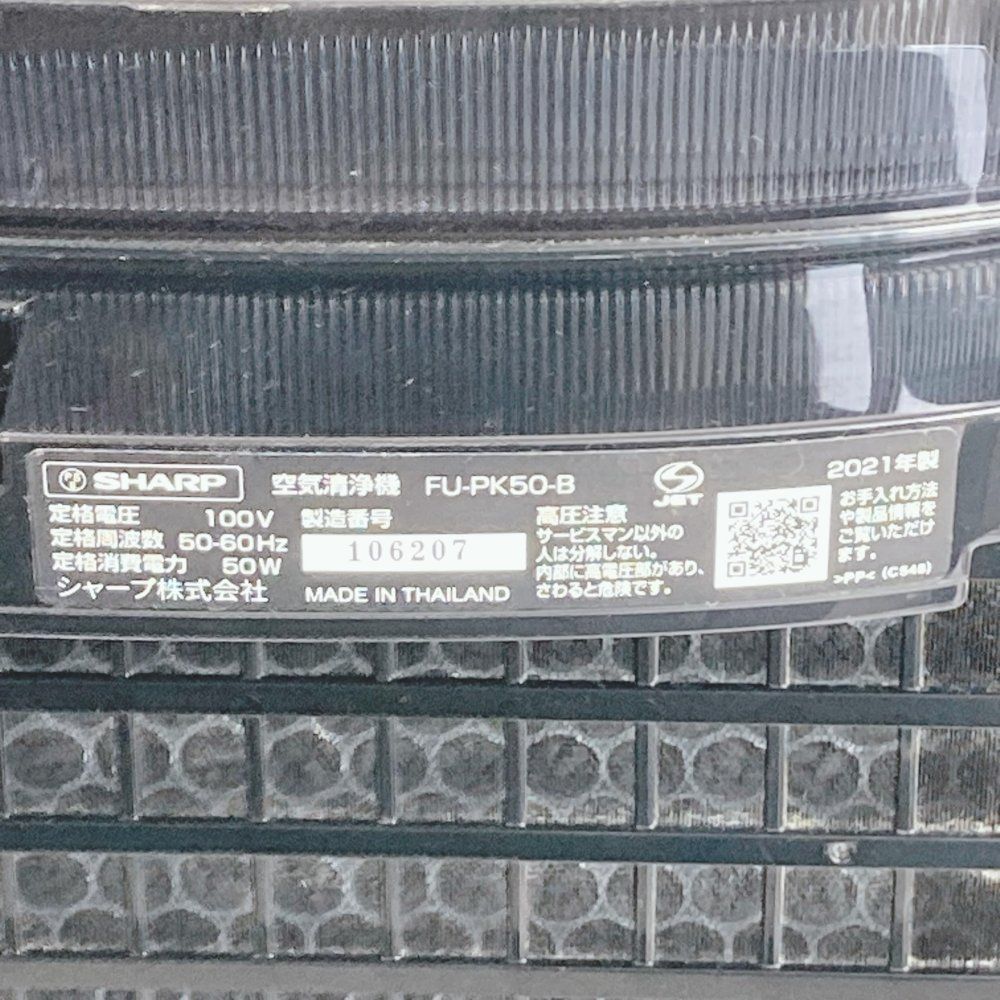 SHARP 空気清浄機 FU-PK50-B
定格電圧 100V
定格周波数 50-60Hz
定格消費電力 50W
シャープ株式会社
製造番号
106207
MADE IN THAILAND
高圧注意
サービスマン以外の
人は分解しない。
内部に高電圧部があり、
さわると危険です。
JET
2021年製
お手入れ方法
や製品情報を
ご覧いただけ
ます。
>PP< (C548)